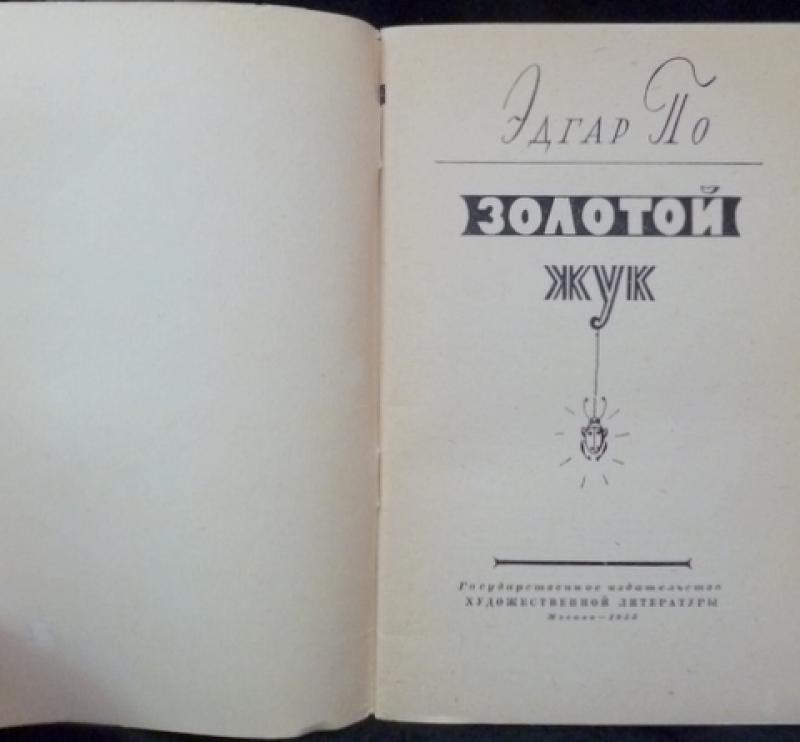 Эдгар По
ЗОЛОТОЙ
ЖУК
Государственное издательство
ХУДОЖЕСТВЕННОЙ ЛИТЕРАТУРЫ
Москва—